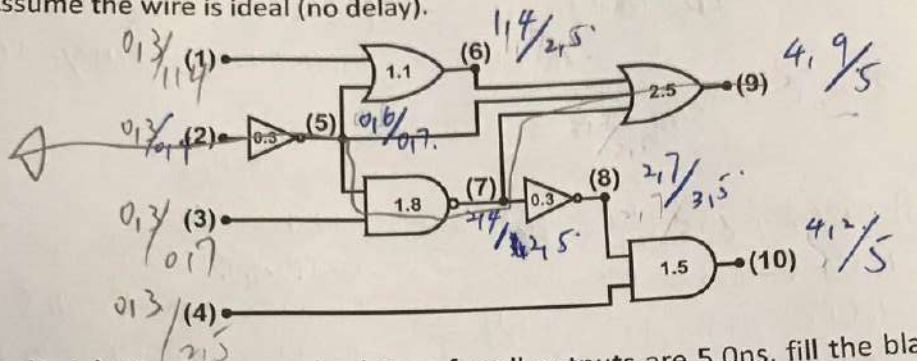 ssume the wire is ideal (no delay).
0,3/ (1) 1.1 (6) 1,4/2,5
2.5 (9) 4,9/5
(2) 0.3 (5) 0,6/0,7
0,3/0,7 (3) 1.8 (7) 2,4/2,5 0.3 (8) 2,7/3,5
1.5 (10) 4,2/5
0,3/ (4)
puts are 5.0ns, fill the bla